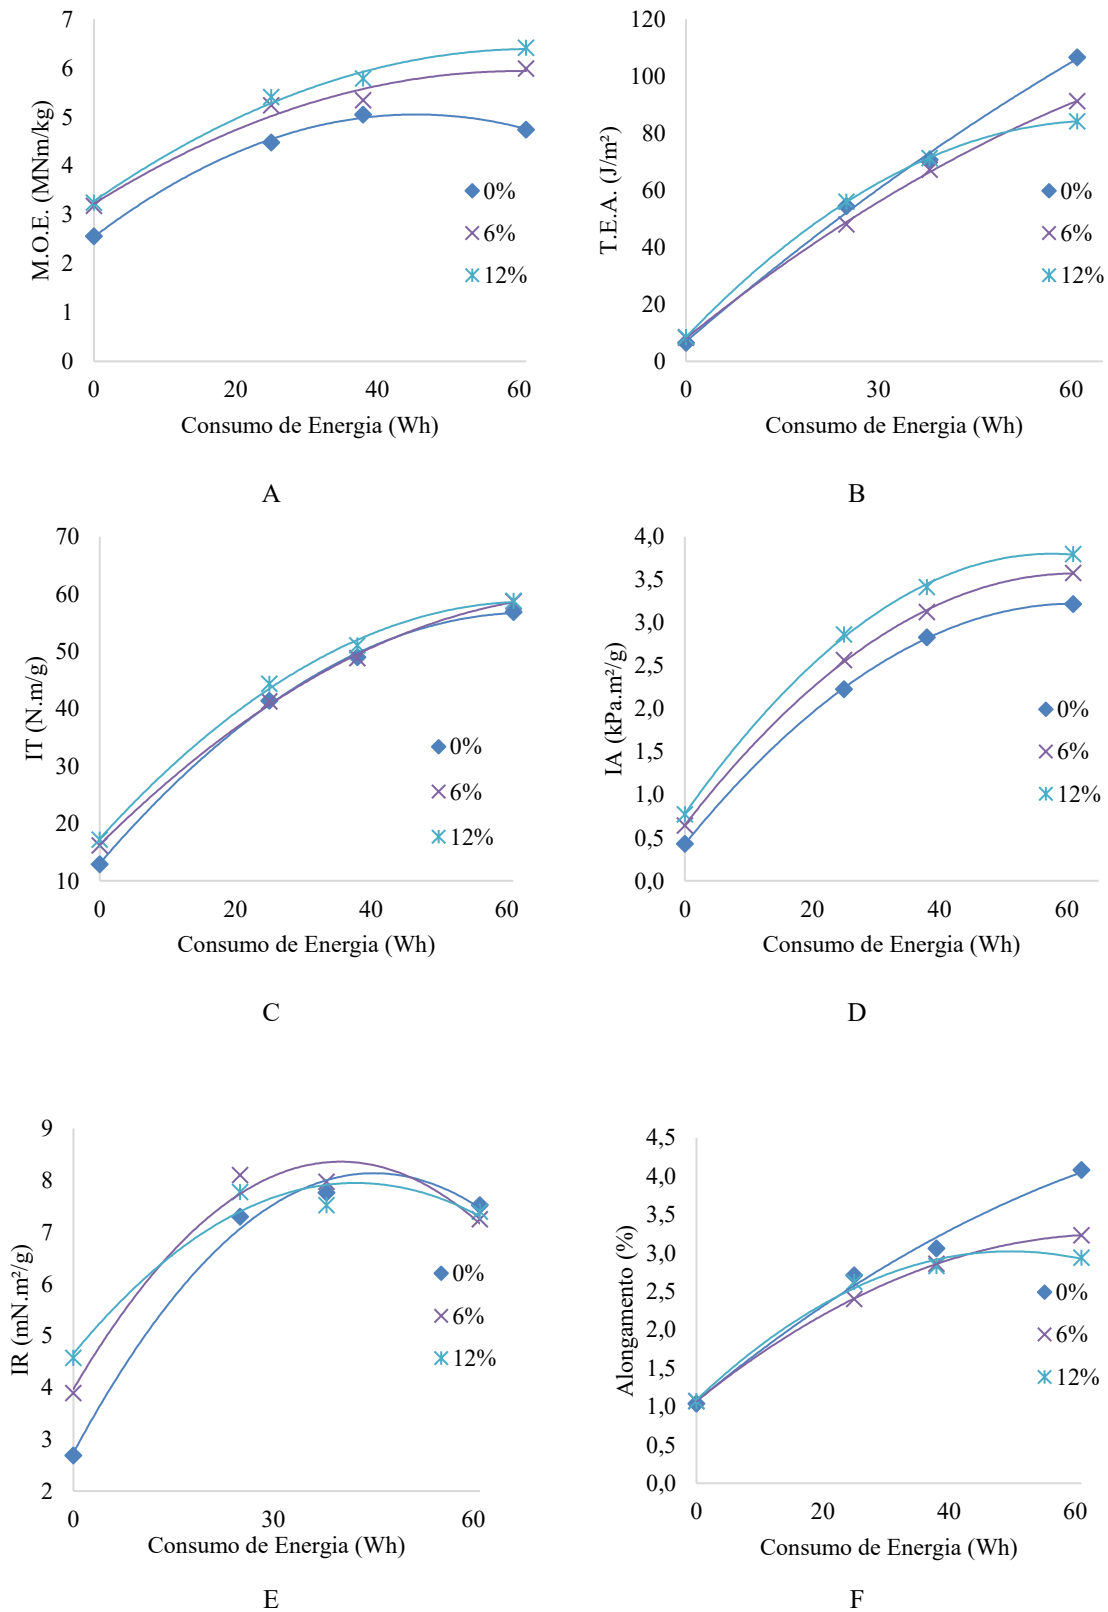 7
6
5
4
3
2
1
0
M.O.E. (MNm/kg)
0%
6%
12%
0 20 40 60
Consumo de Energia (Wh)
A
120
100
80
60
40
20
0
T.E.A. (J/m²)
0%
6%
12%
0 30 60
Consumo de Energia (Wh)
B
70
60
50
40
30
20
10
IT (N.m/g)
0%
6%
12%
0 20 40 60
Consumo de Energia (Wh)
C
4,0
3,5
3,0
2,5
2,0
1,5
1,0
0,5
0,0
IA (kPa.m²/g)
0%
6%
12%
0 20 40 60
Consumo de Energia (Wh)
D
9
8
7
6
5
4
3
2
IR (mN.m²/g)
0%
6%
12%
0 30 60
Consumo de Energia (Wh)
E
4,5
4,0
3,5
3,0
2,5
2,0
1,5
1,0
0,5
0,0
Alongamento (%)
0%
6%
12%
0 20 40 60
Consumo de Energia (Wh)
F